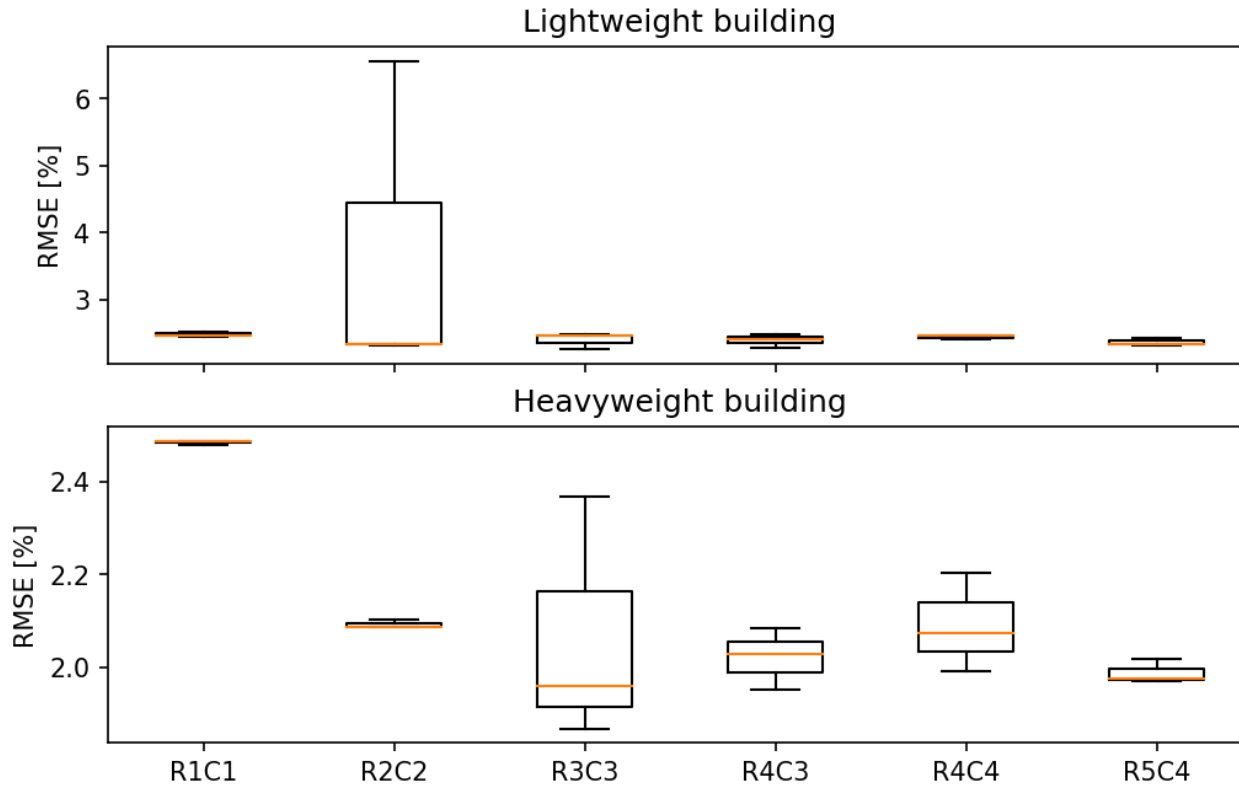 Lightweight building
RMSE [%]
6
5
4
3
Heavyweight building
RMSE [%]
2.4
2.2
2.0
R1C1 R2C2 R3C3 R4C3 R4C4 R5C4